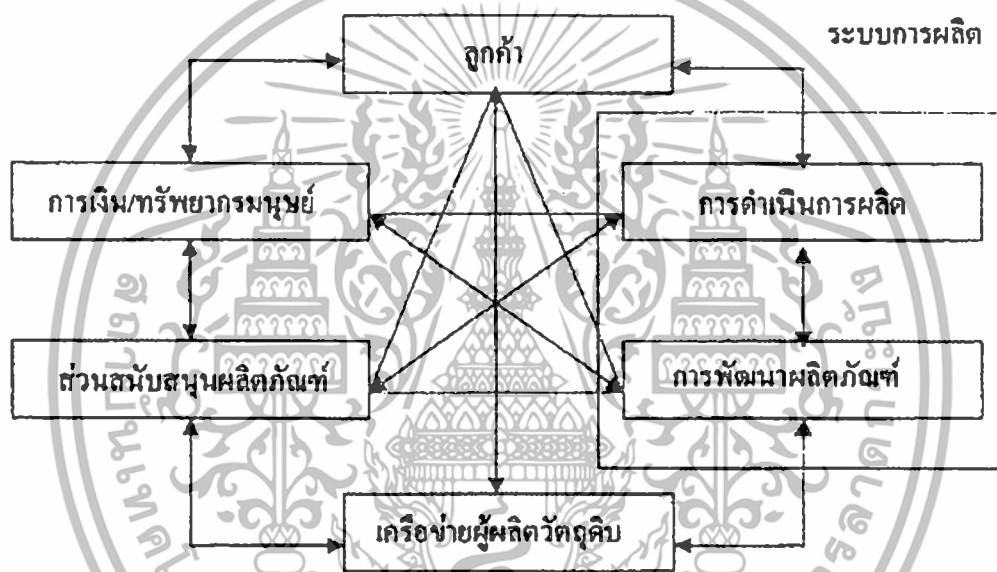 ระบบการผลิต
ลูกค้า
การเงิน/ทรัพยากรมนุษย์
การดำเนินการผลิต
ส่วนสนับสนุนผลิตภัณฑ์
การพัฒนาผลิตภัณฑ์
เครือข่ายผู้ผลิตวัตถุดิบ